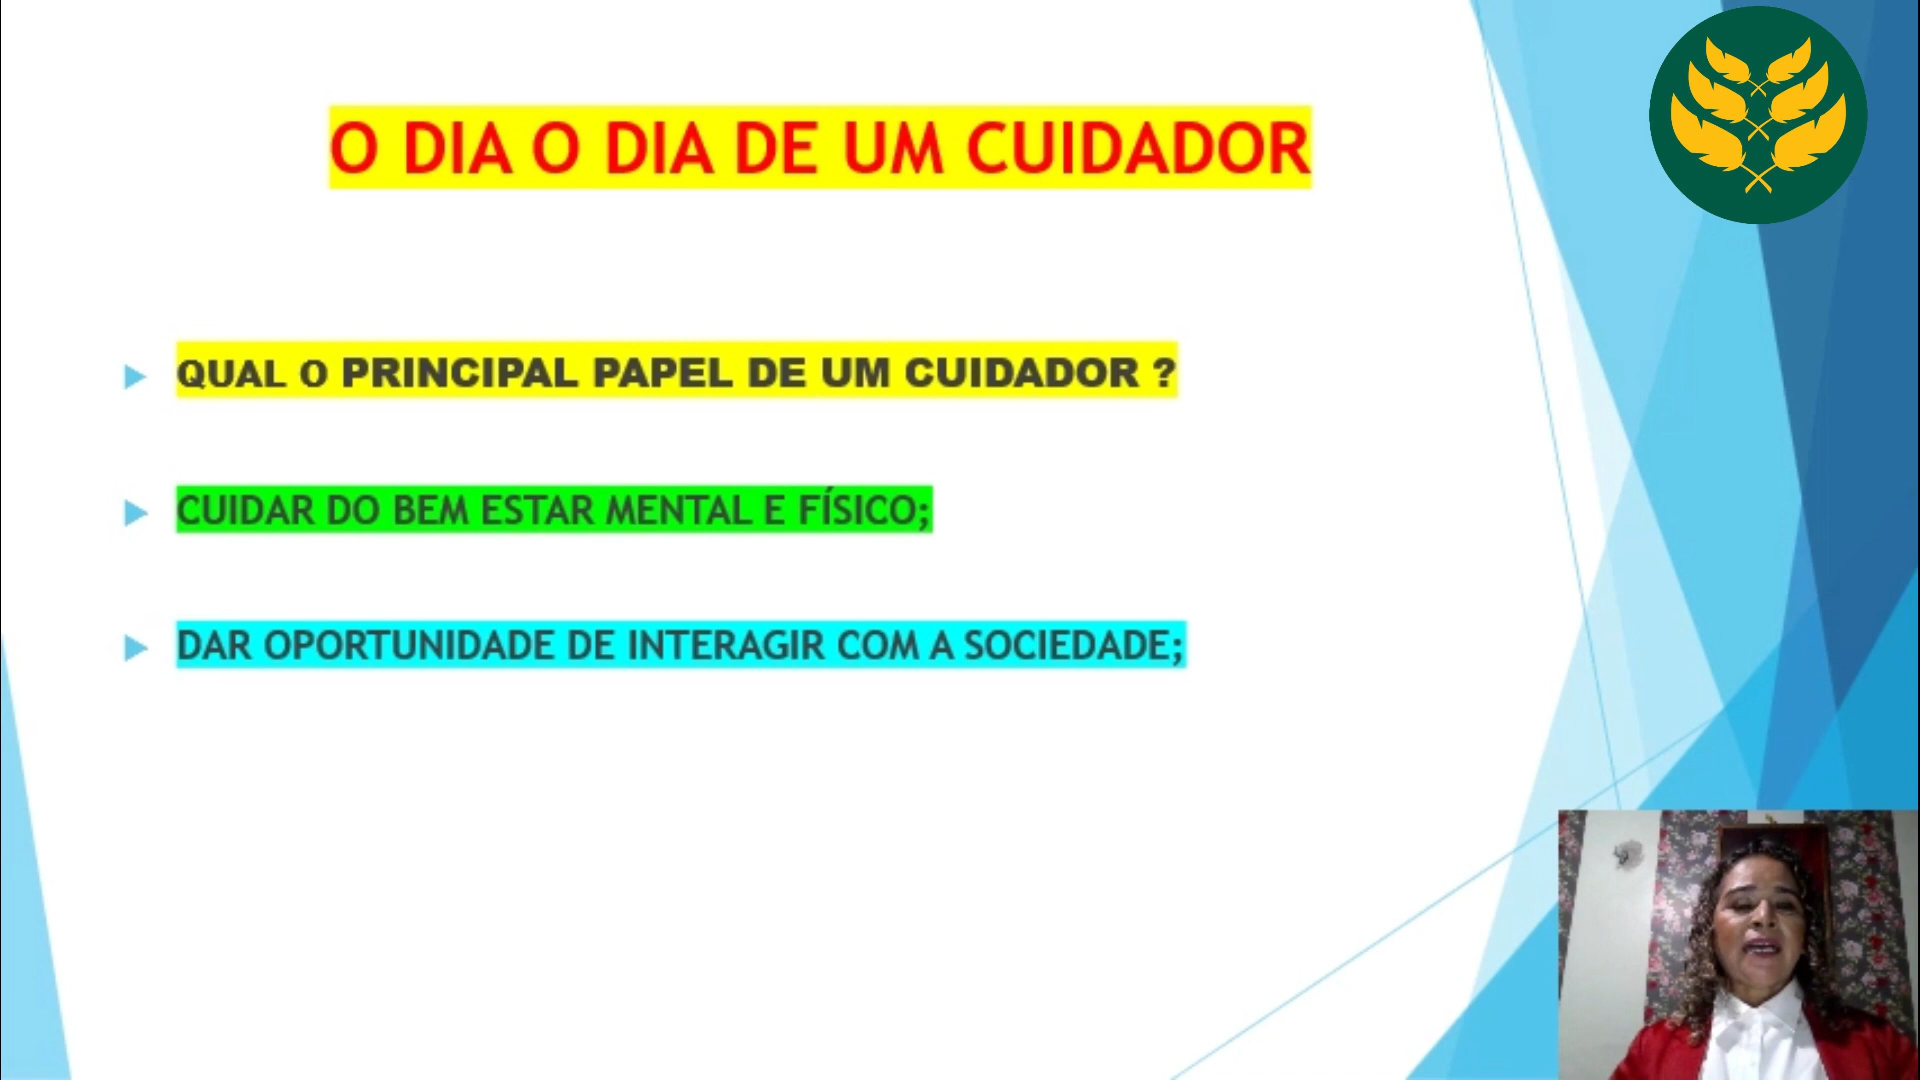 O DIA O DIA DE UM CUIDADOR
QUAL O PRINCIPAL PAPEL DE UM CUIDADOR ?
CUIDAR DO BEM ESTAR MENTAL E FÍSICO;
DAR OPORTUNIDADE DE INTERAGIR COM A SOCIEDADE;